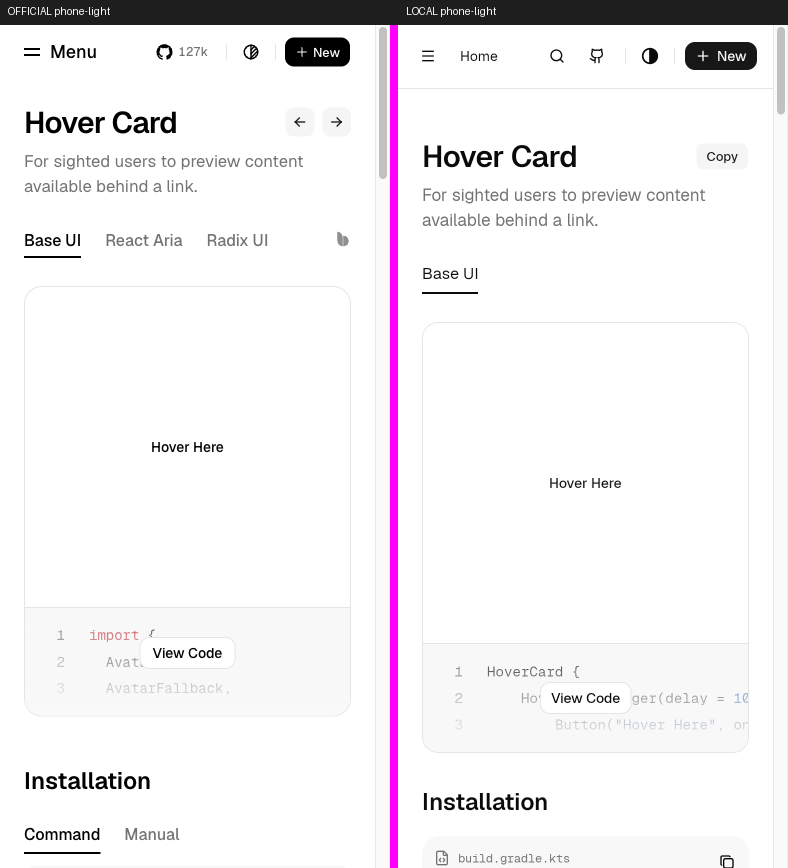 OFFICIAL phone-light
Menu
127k
New
Hover Card
For sighted users to preview content
available behind a link.
Base UI
React Aria
Radix UI
Hover Here
1 import {
2 Avat
3 AvatarFallback,
View Code
Installation
Command
Manual
LOCAL phone-light
Home
New
Hover Card
Copy
For sighted users to preview content
available behind a link.
Base UI
Hover Here
1 HoverCard {
2 Ho ger(delay = 10
3 Button("Hover Here", on
View Code
Installation
build.gradle.kts